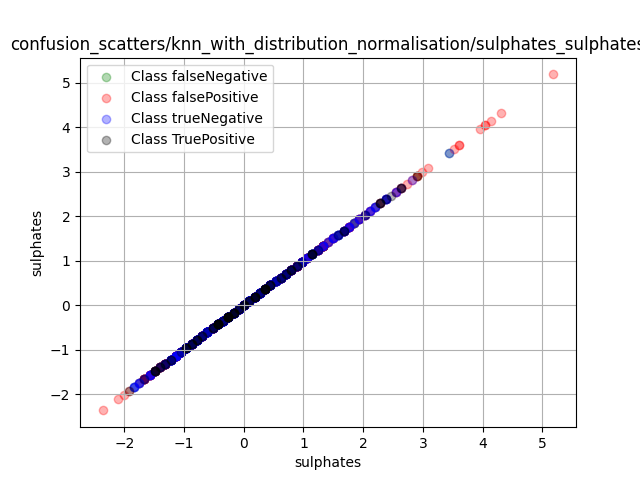 confusion_scatters/knn_with_distribution_normalisation/sulphates_sulphates
Class falseNegative
Class falsePositive
Class trueNegative
Class TruePositive
5
4
3
2
1
0
−1
−2
sulphates
−2 −1 0 1 2 3 4 5
sulphates